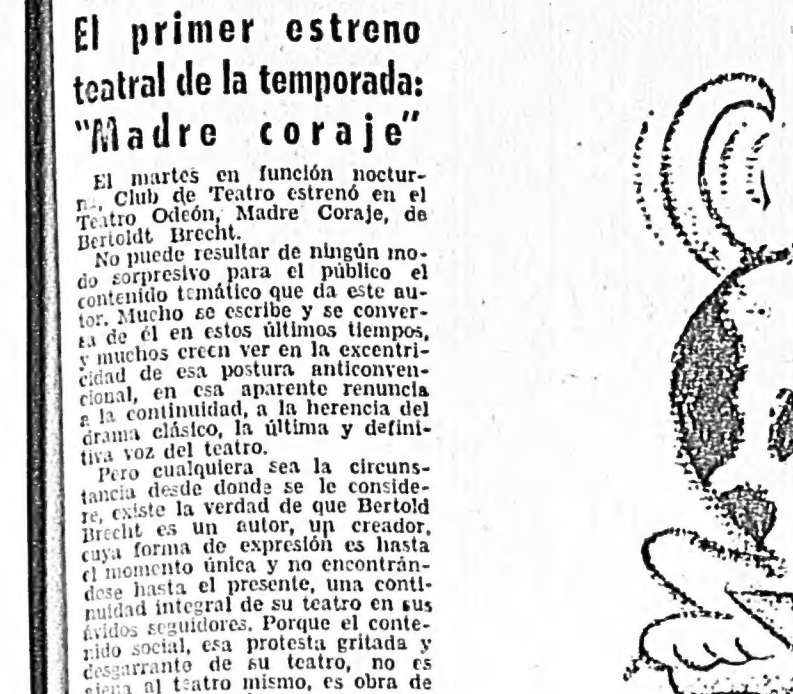 El primer estreno
teatral de la temporada:
"Madre coraje"
El martes en función noctur-
na, Club de Teatro estrenó en el
Teatro Odeón, Madre Coraje, de
Bertoldt Brecht.
No puede resultar de ningún mo-
do sorpresivo para el público el
contenido temático que da este au-
tor. Mucho se escribe y se conver-
sa de él en estos últimos tiempos,
y muchos creen ver en la excentri-
cidad de esa postura anticonven-
cional, en esa aparente renuncia
a la continuidad, a la herencia del
drama clásico, la última y defini-
tiva voz del teatro.
Pero cualquiera sea la circuns-
tancia desde donde se le conside-
re, existe la verdad de que Bertold
Brecht es un autor, un creador,
cuya forma de expresión es hasta
el momento única y no encontrán-
dose hasta el presente, una conti-
nuidad integral de su teatro en sus
ávidos seguidores. Porque el conte-
nido social, esa protesta gritada y
desgarrante de su teatro, no es
al teatro mismo, es obra de